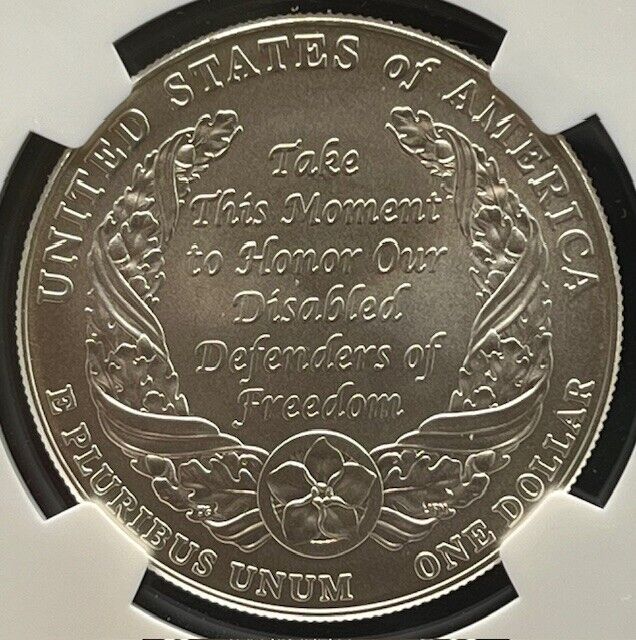 UNITED STATES of AMERICA
Take
This Moment
to Honor Our
Disabled
Defenders of
Freedom
E PLURIBUS UNUM
ONE DOLLAR